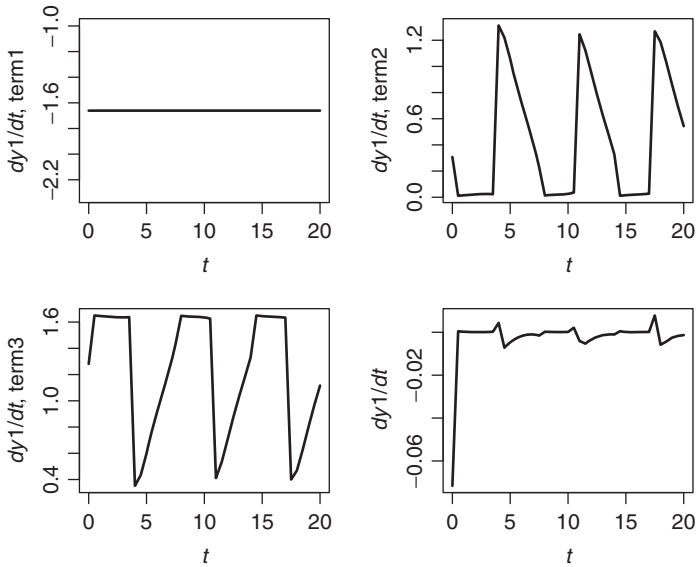 dy1/dt, term1
−1.0
−1.6
−2.2
0 5 10 15 20
t
dy1/dt, term2
1.2
0.6
0.0
0 5 10 15 20
t
dy1/dt, term3
1.6
1.0
0.4
0 5 10 15 20
t
dy1/dt
−0.02
−0.06
0 5 10 15 20
t